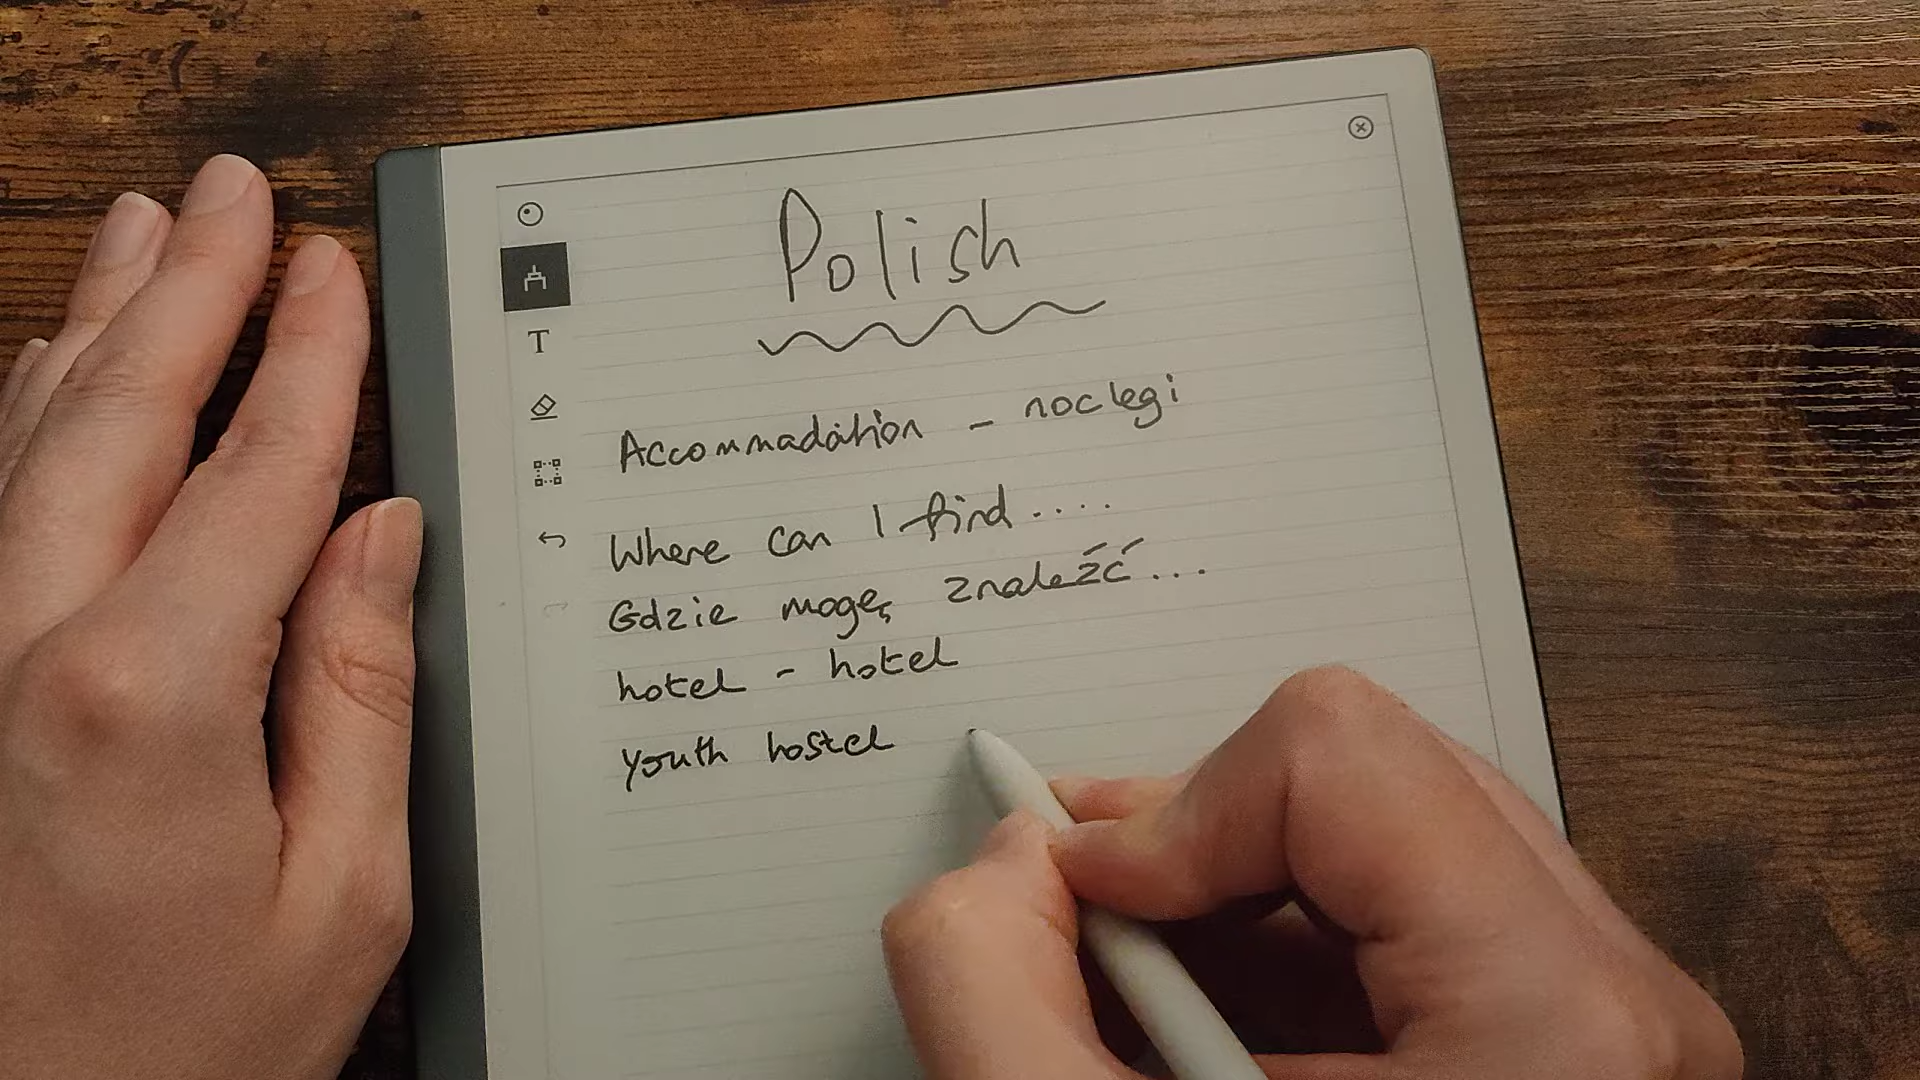 Polish
Accommadation - noclegi
Where can I find ....
Gdzie mogę znaleźć ...
hotel - hotel
youth hostel
T